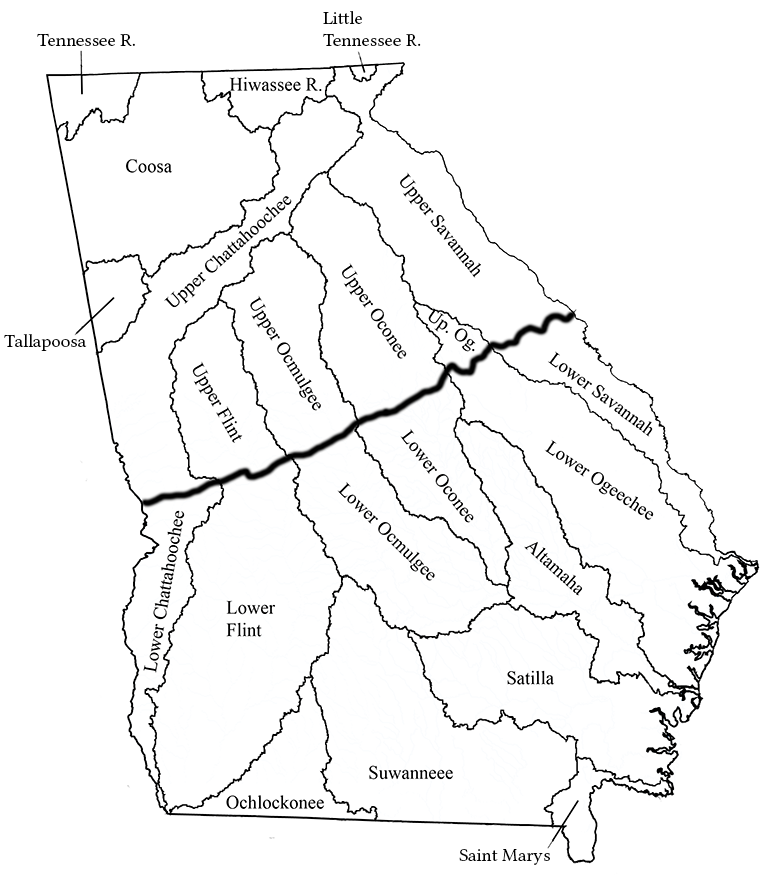 Little
Tennessee R.
Tennessee R.
Hiwassee R.
Coosa
Upper Savannah
Upper Chattahoochee
Upper Oconee
Upper Ocmulgee
Up. Og.
Tallapoosa
Upper Flint
Lower Savannah
Lower Oconee
Lower Ogeechee
Lower Ocmulgee
Altamaha
Lower Chattahoochee
Lower
Flint
Satilla
Suwanneee
Ochlockonee
Saint Marys